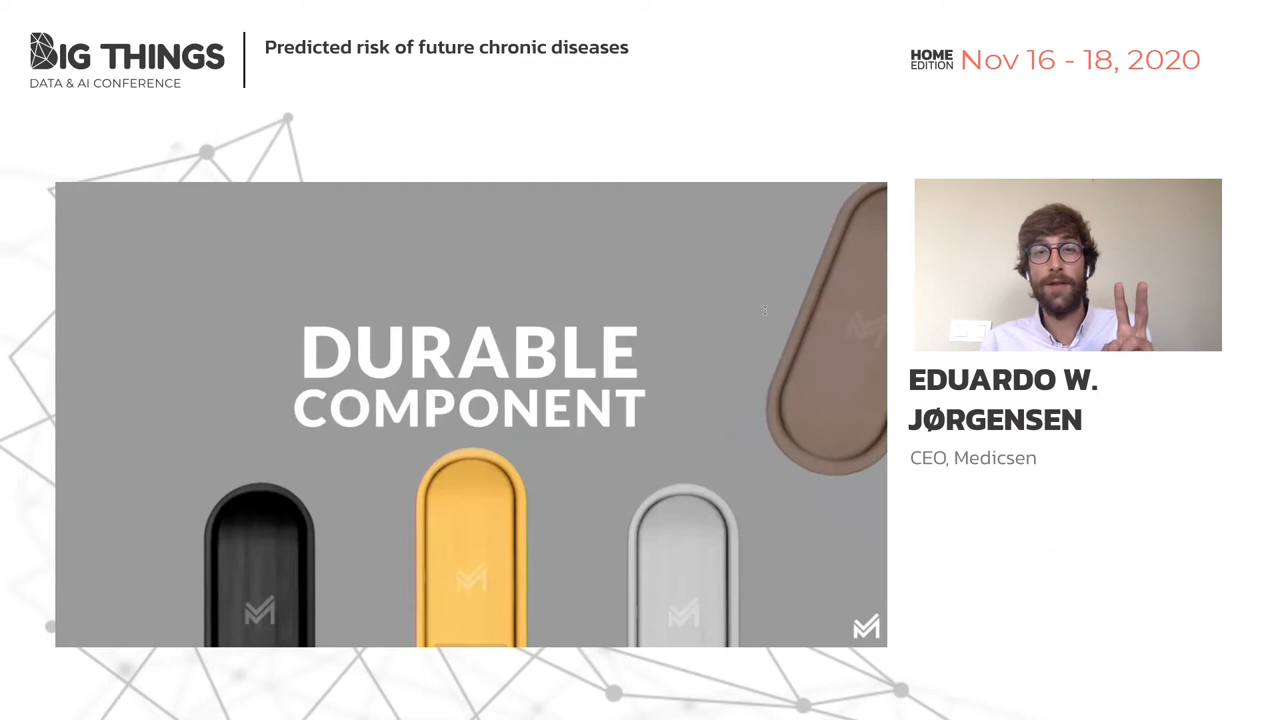 BIG THINGS
DATA & AI CONFERENCE
Predicted risk of future chronic diseases
HOME
EDITION
Nov 16 - 18, 2020
DURABLE
COMPONENT
EDUARDO W.
JØRGENSEN
CEO, Medicsen